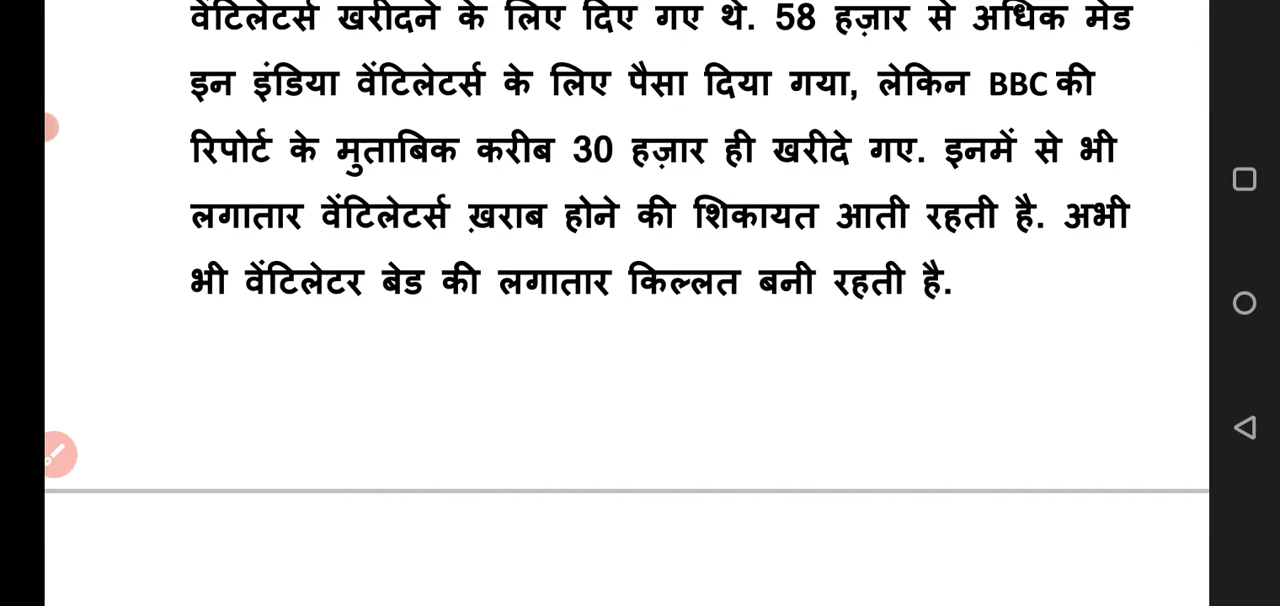 वेंटिलेटर्स खरीदने के लिए दिए गए थे. 58 हज़ार से अधिक मेड
इन इंडिया वेंटिलेटर्स के लिए पैसा दिया गया, लेकिन BBC की
रिपोर्ट के मुताबिक करीब 30 हज़ार ही खरीदे गए. इनमें से भी
लगातार वेंटिलेटर्स ख़राब होने की शिकायत आती रहती है. अभी
भी वेंटिलेटर बेड की लगातार किल्लत बनी रहती है.